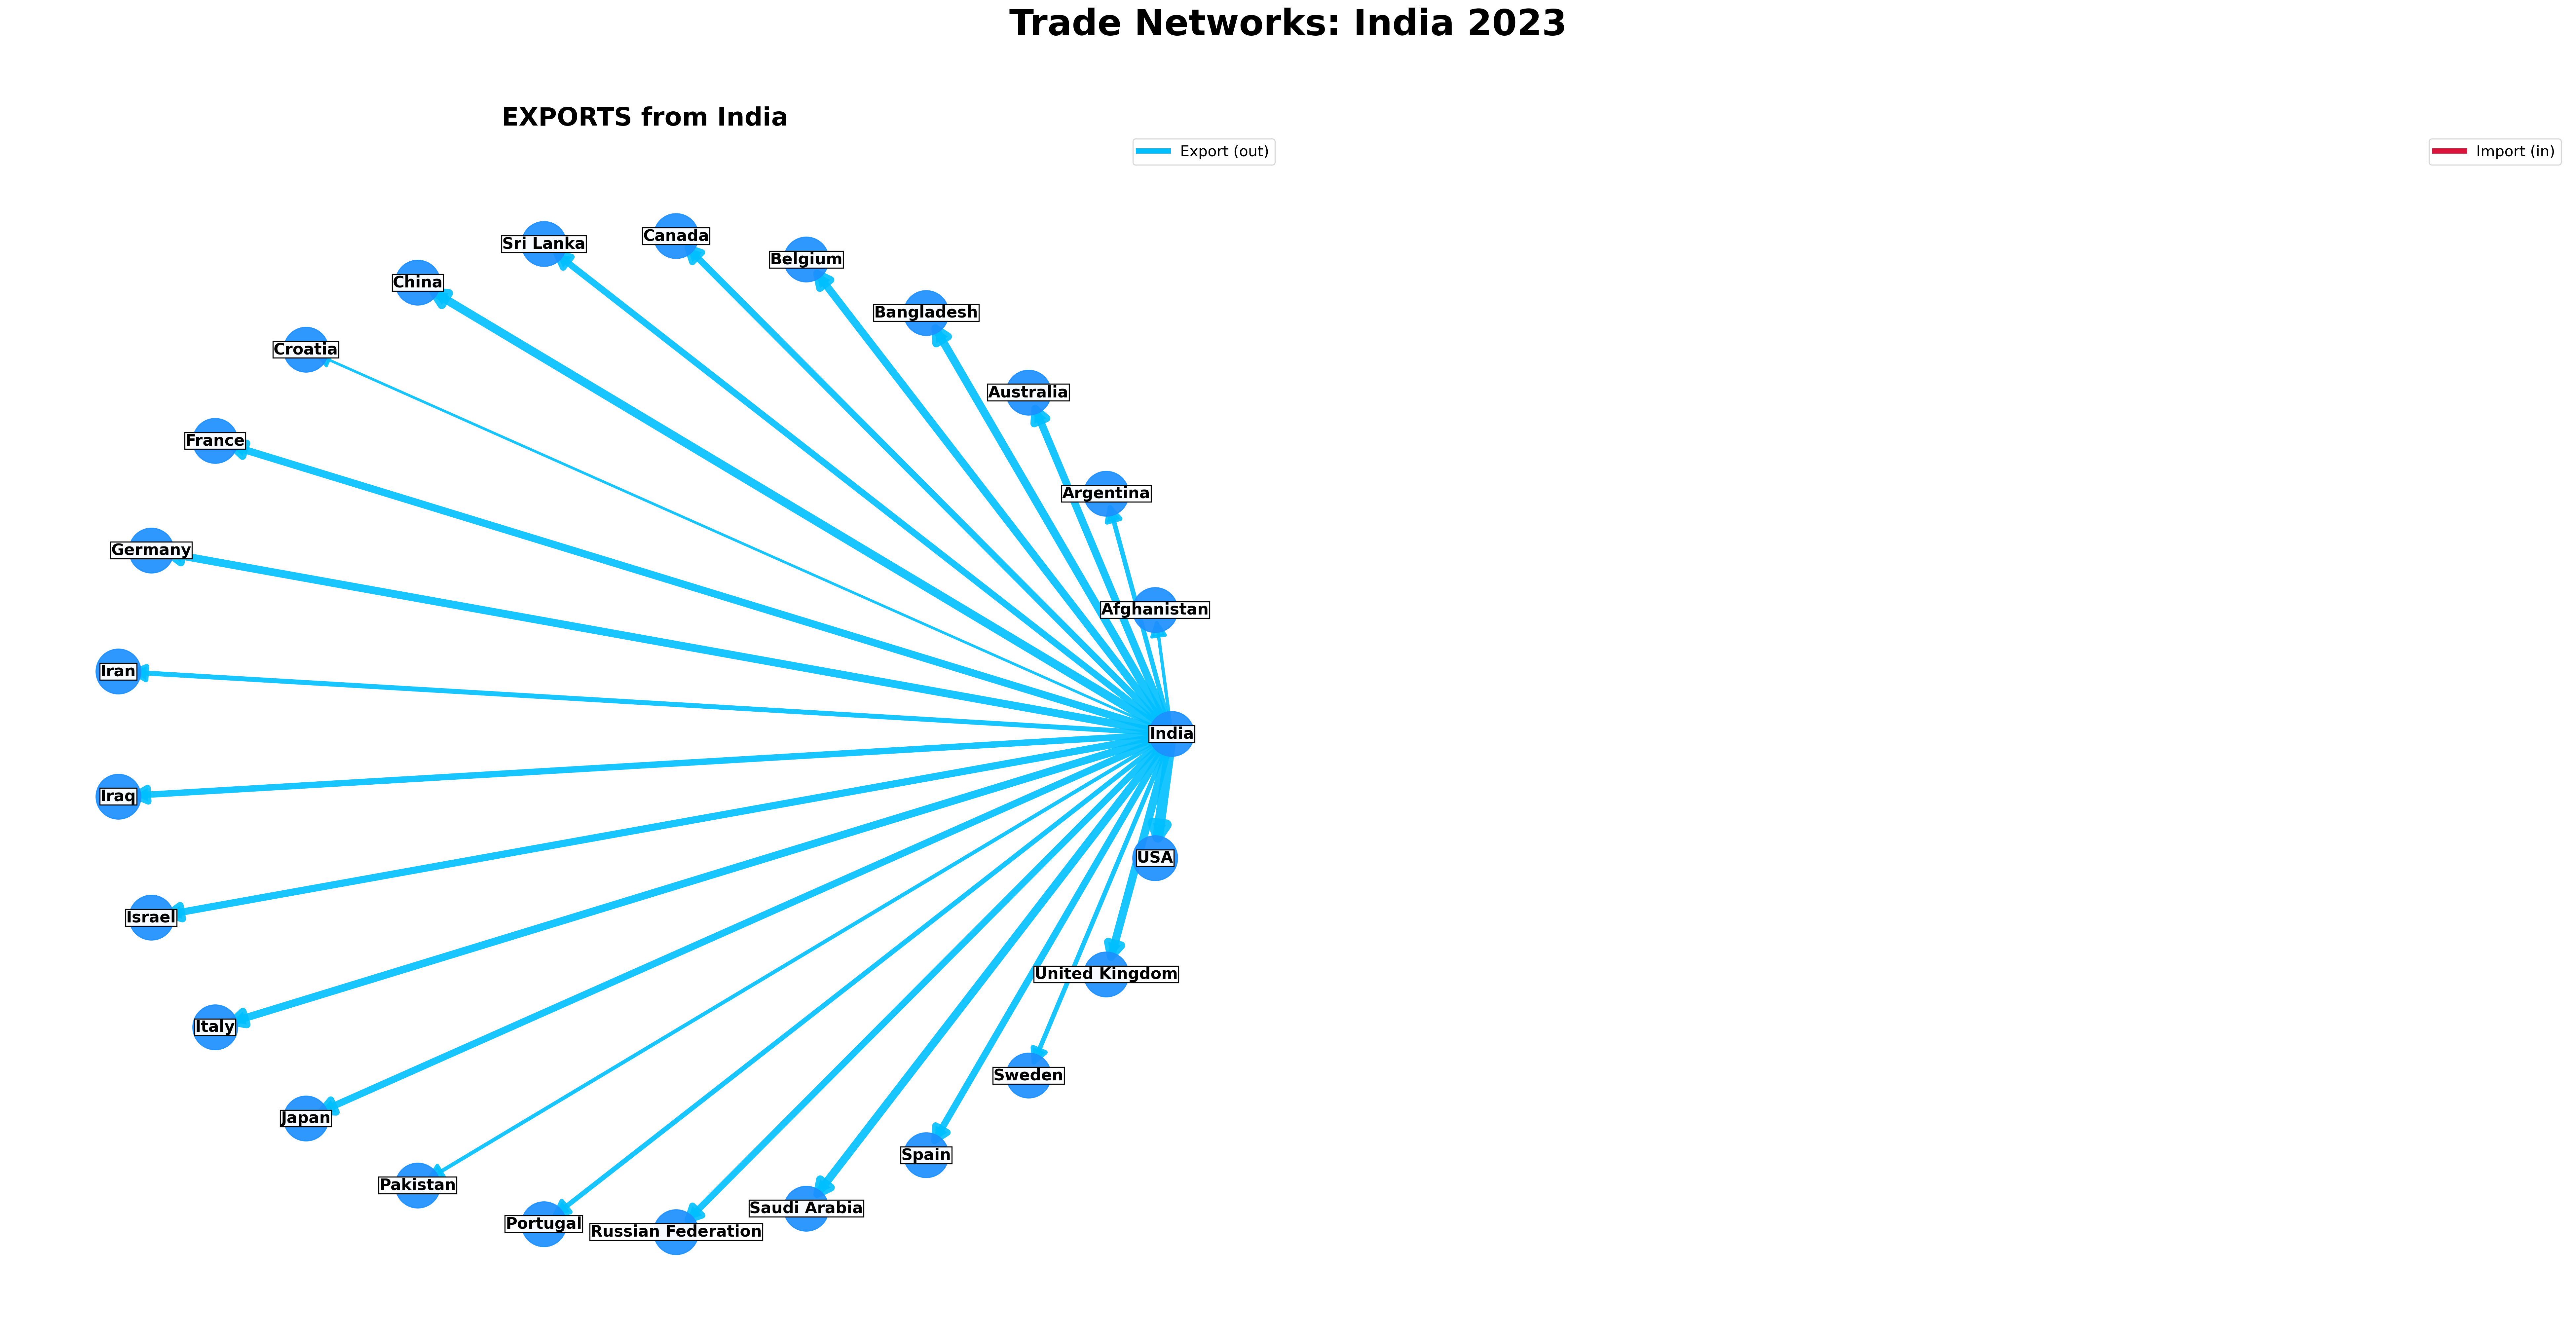 Trade Networks: India 2023
EXPORTS from India
Export (out)
Import (in)
Canada
Sri Lanka
Belgium
China
Bangladesh
Croatia
Australia
France
Argentina
Germany
Afghanistan
Iran
India
Iraq
USA
Israel
United Kingdom
Italy
Sweden
Japan
Spain
Pakistan
Saudi Arabia
Portugal
Russian Federation